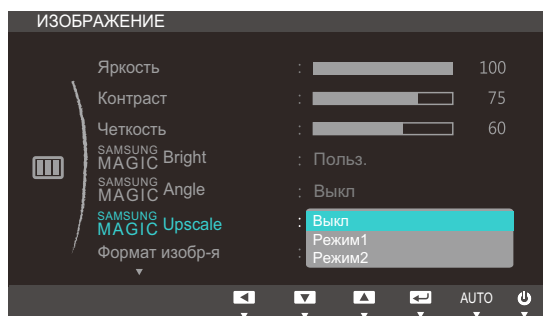 ИЗОБРАЖЕНИЕ
Яркость : 100
Контраст : 75
Четкость : 60
SAMSUNG MAGIC Bright : Польз.
SAMSUNG MAGIC Angle : Выкл
SAMSUNG MAGIC Upscale : Выкл
Режим1
Формат изобр-я : Режим2
AUTO